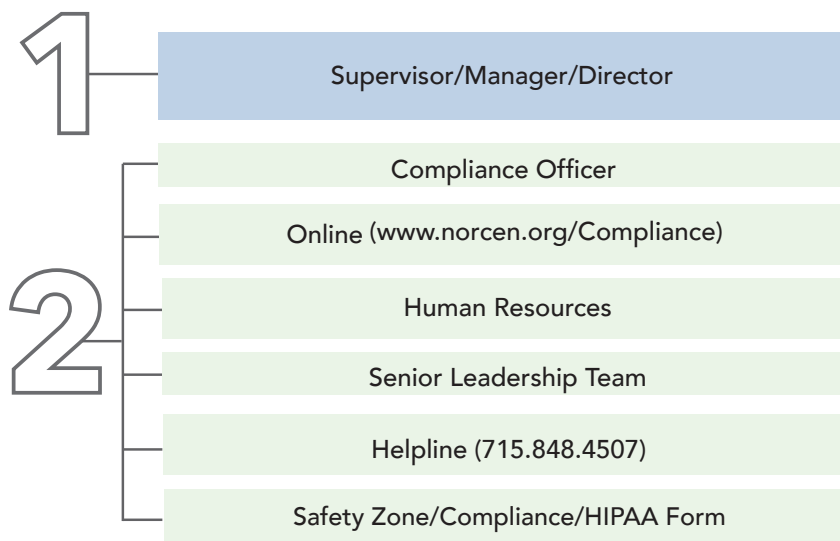 1
Supervisor/Manager/Director
2
Compliance Officer
Online (www.norcen.org/Compliance)
Human Resources
Senior Leadership Team
Helpline (715.848.4507)
Safety Zone/Compliance/HIPAA Form